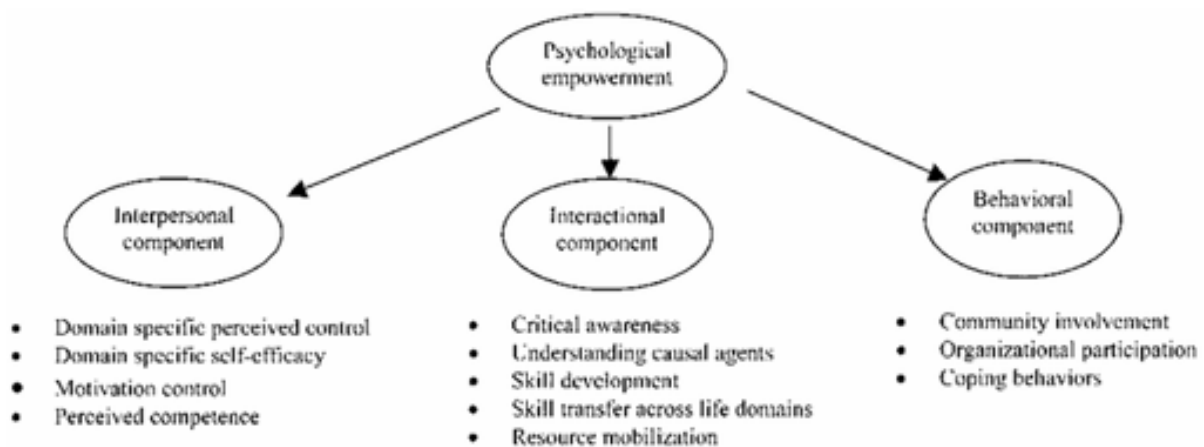 Psychological
empowerment
Interpersonal
component
Interactional
component
Behavioral
component
• Domain specific perceived control
• Domain specific self-efficacy
• Motivation control
• Perceived competence
• Critical awareness
• Understanding causal agents
• Skill development
• Skill transfer across life domains
• Resource mobilization
• Community involvement
• Organizational participation
• Coping behaviors